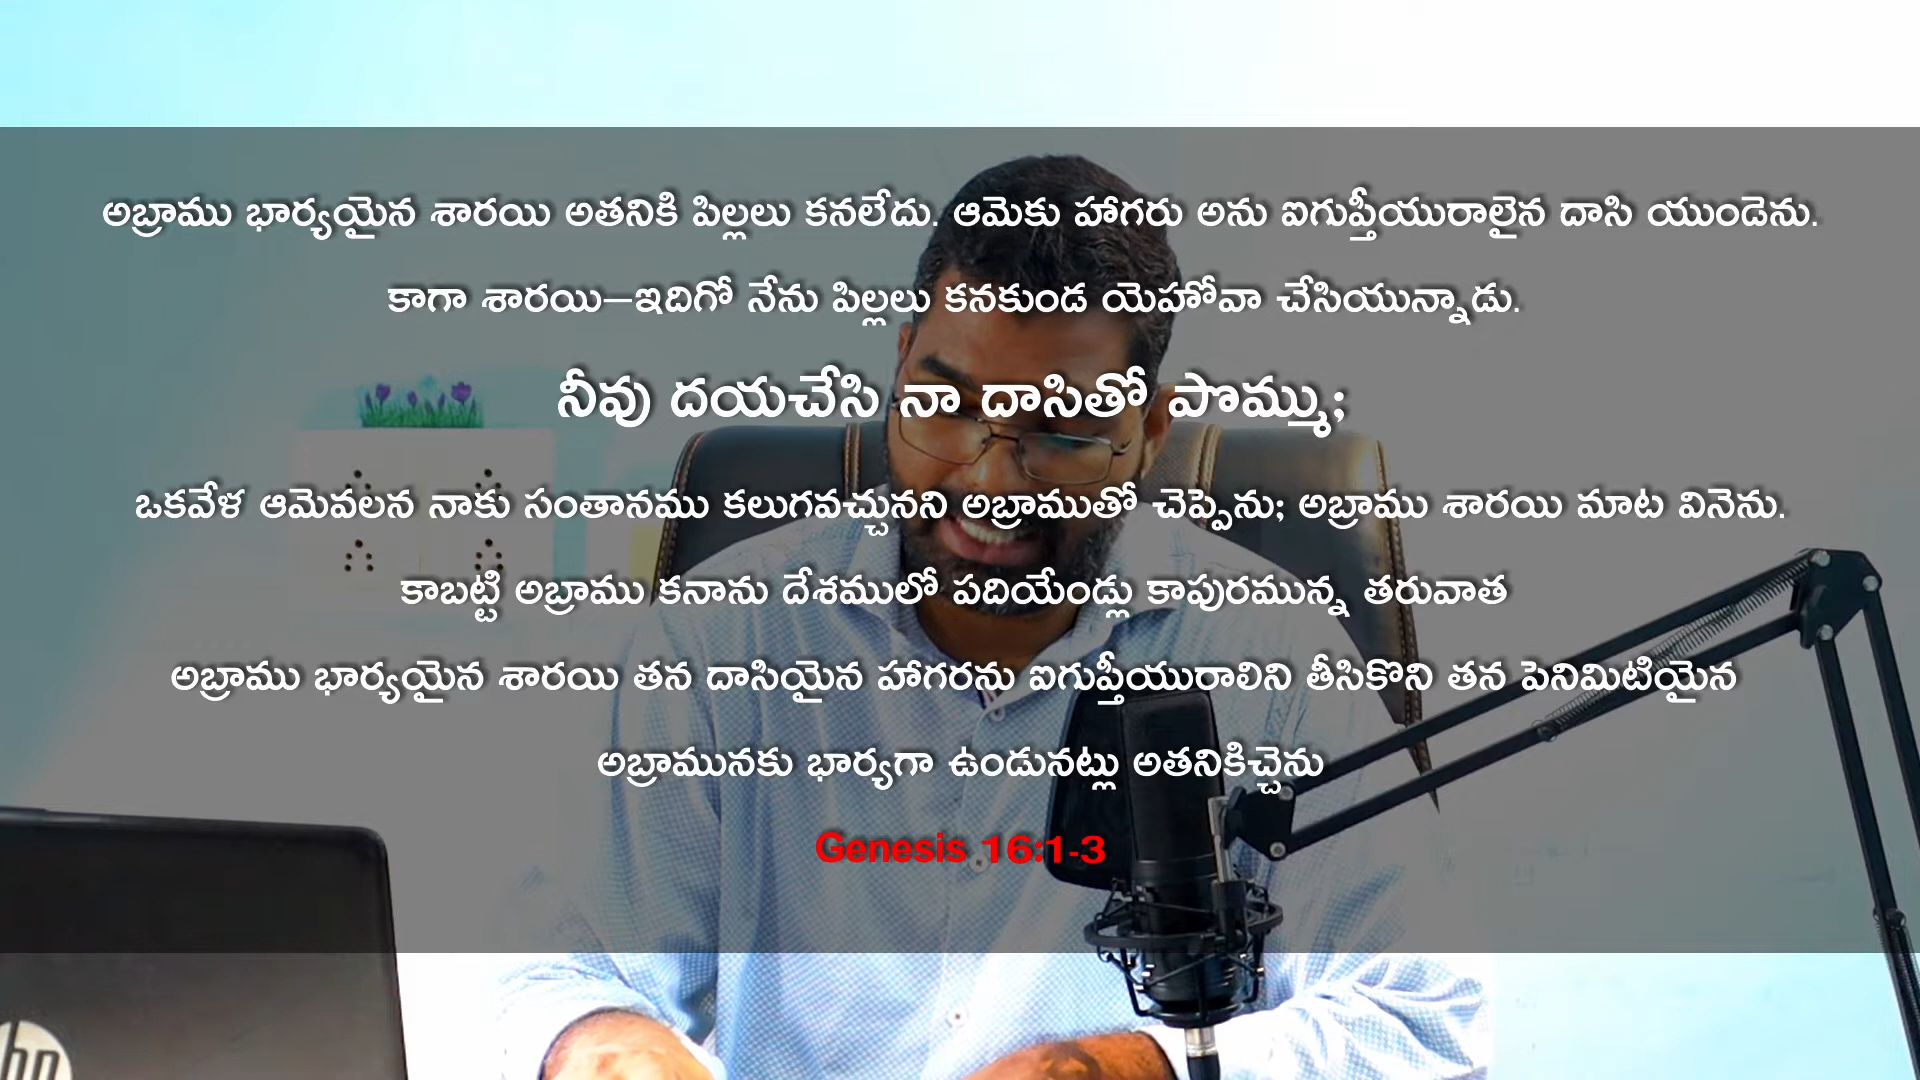 అబ్రాము భార్యయైన శారయి అతనికి పిల్లలు కనలేదు. ఆమెకు హాగరు అను ఐగుప్తీయురాలైన దాసి యుండెను.
కాగా శారయి–ఇదిగో నేను పిల్లలు కనకుండ యెహోవా చేసియున్నాడు.
నీవు దయచేసి నా దాసితో పొమ్ము;
ఒకవేళ ఆమెవలన నాకు సంతానము కలుగవచ్చునని అబ్రాముతో చెప్పెను; అబ్రాము శారయి మాట వినెను.
కాబట్టి అబ్రాము కనాను దేశములో పదియేండ్లు కాపురమున్న తరువాత
అబ్రాము భార్యయైన శారయి తన దాసియైన హాగరను ఐగుప్తీయురాలిని తీసికొని తన పెనిమిటియైన
అబ్రామునకు భార్యగా ఉండునట్లు అతనికిచ్చెను
Genesis 16:1-3
hp